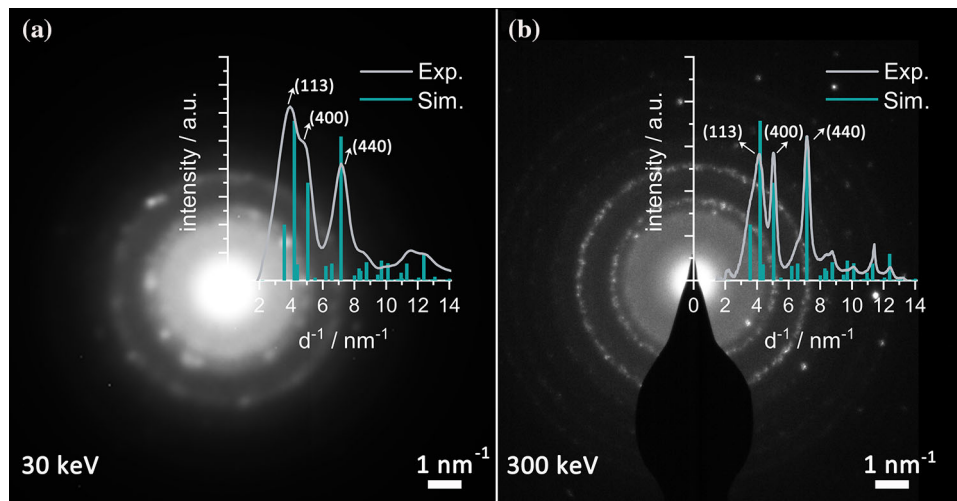 (a)
intensity / a.u.
Exp.
Sim.
(113)
(400)
(440)
2 4 6 8 10 12 14
d⁻¹ / nm⁻¹
30 keV
1 nm⁻¹
(b)
intensity / a.u.
Exp.
Sim.
(113)
(400)
(440)
0 2 4 6 8 10 12 14
d⁻¹ / nm⁻¹
300 keV
1 nm⁻¹